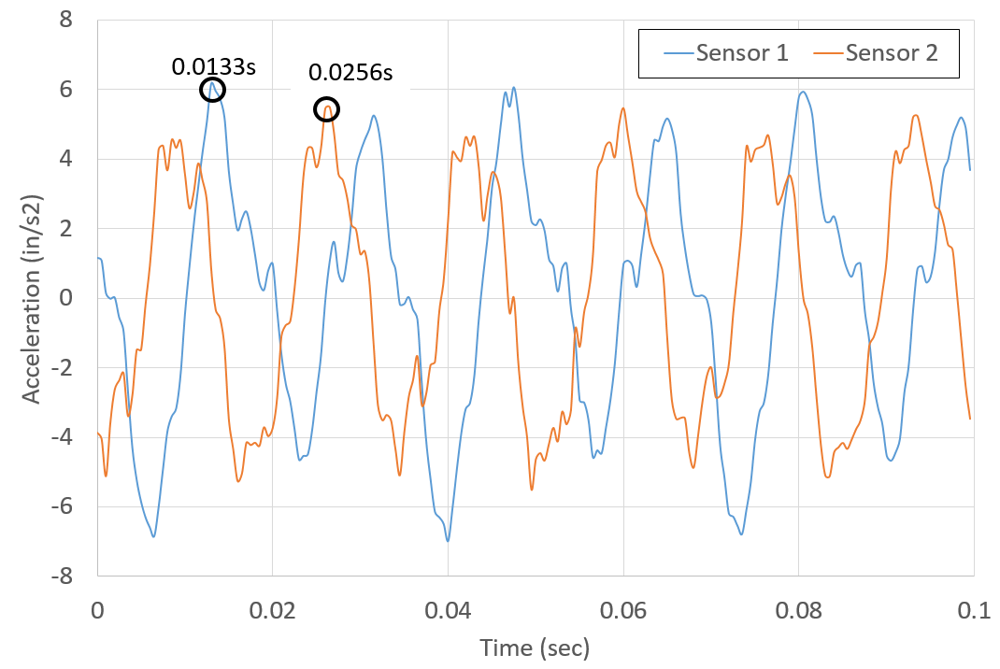 8
6
4
2
0
-2
-4
-6
-8
Acceleration (in/s2)
0.0133s
0.0256s
Sensor 1
Sensor 2
0
0.02
0.04
0.06
0.08
0.1
Time (sec)